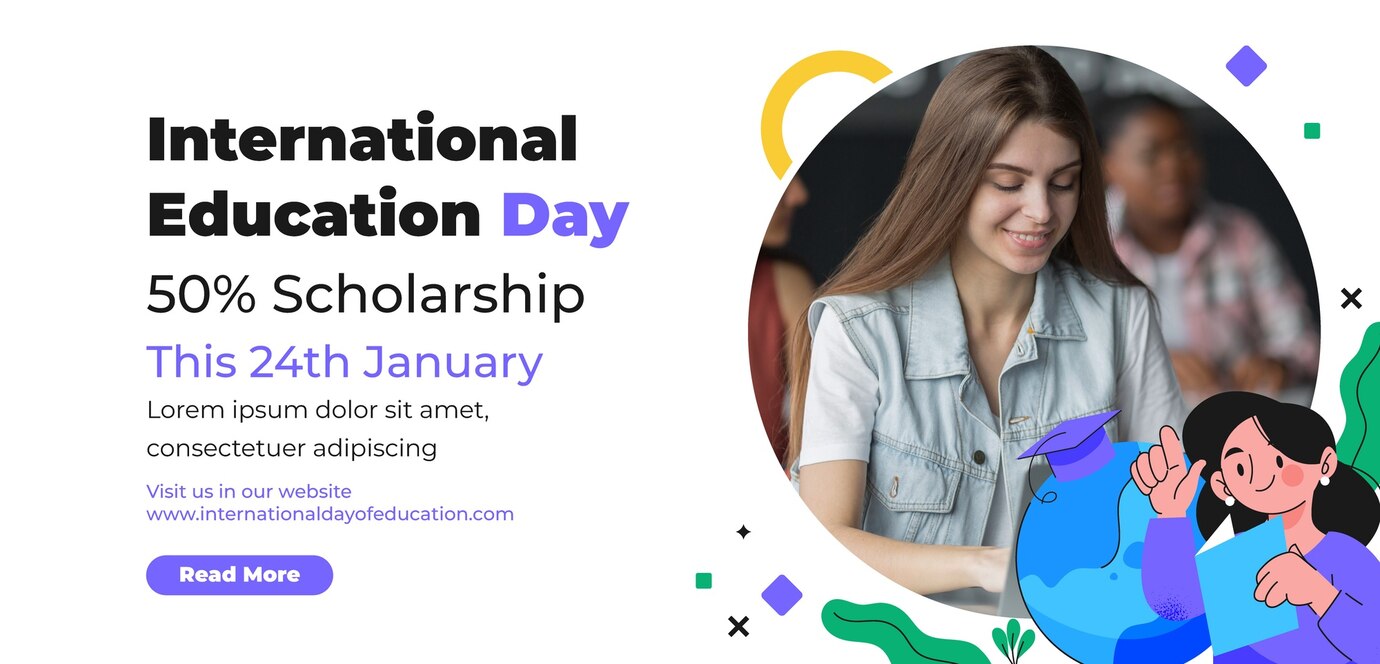 International
Education Day
50% Scholarship
This 24th January
Lorem ipsum dolor sit amet,
consectetuer adipiscing
Visit us in our website
www.internationaldayofeducation.com
Read More